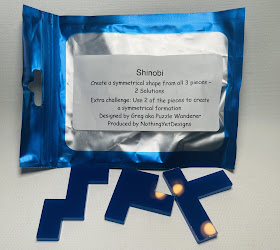 Shinobi
Create a symmetrical shape from all 3 pieces –
2 Solutions
Extra challenge: Use 2 of the pieces to create
a symmetrical formation
Designed by Greg aka Puzzle Wanderer
Produced by NothingYetDesigns